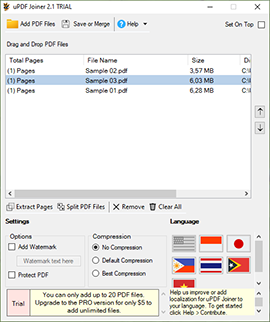 uPDF Joiner 2.1 TRIAL
Add PDF Files Save or Merge Help Set On Top
Drag and Drop PDF Files
Total Pages File Name Size
(1) Pages Sample 02.pdf 3,57 MB D:
(1) Pages Sample 03.pdf 6,03 MB D:
(1) Pages Sample 01.pdf 6,28 MB D:
Extract Pages Split PDF Files Remove Clear All
Settings Language
Options Compression
Add Watermark No Compression
Watermark text here Default Compression
Protect PDF Best Compression
Trial
You can only add up to 20 PDF files.
Upgrade to the PRO version for only $5 to
add unlimited files.
Help us improve or add
localization for uPDF Joiner to
your language. To get started
click Help > Contribute.